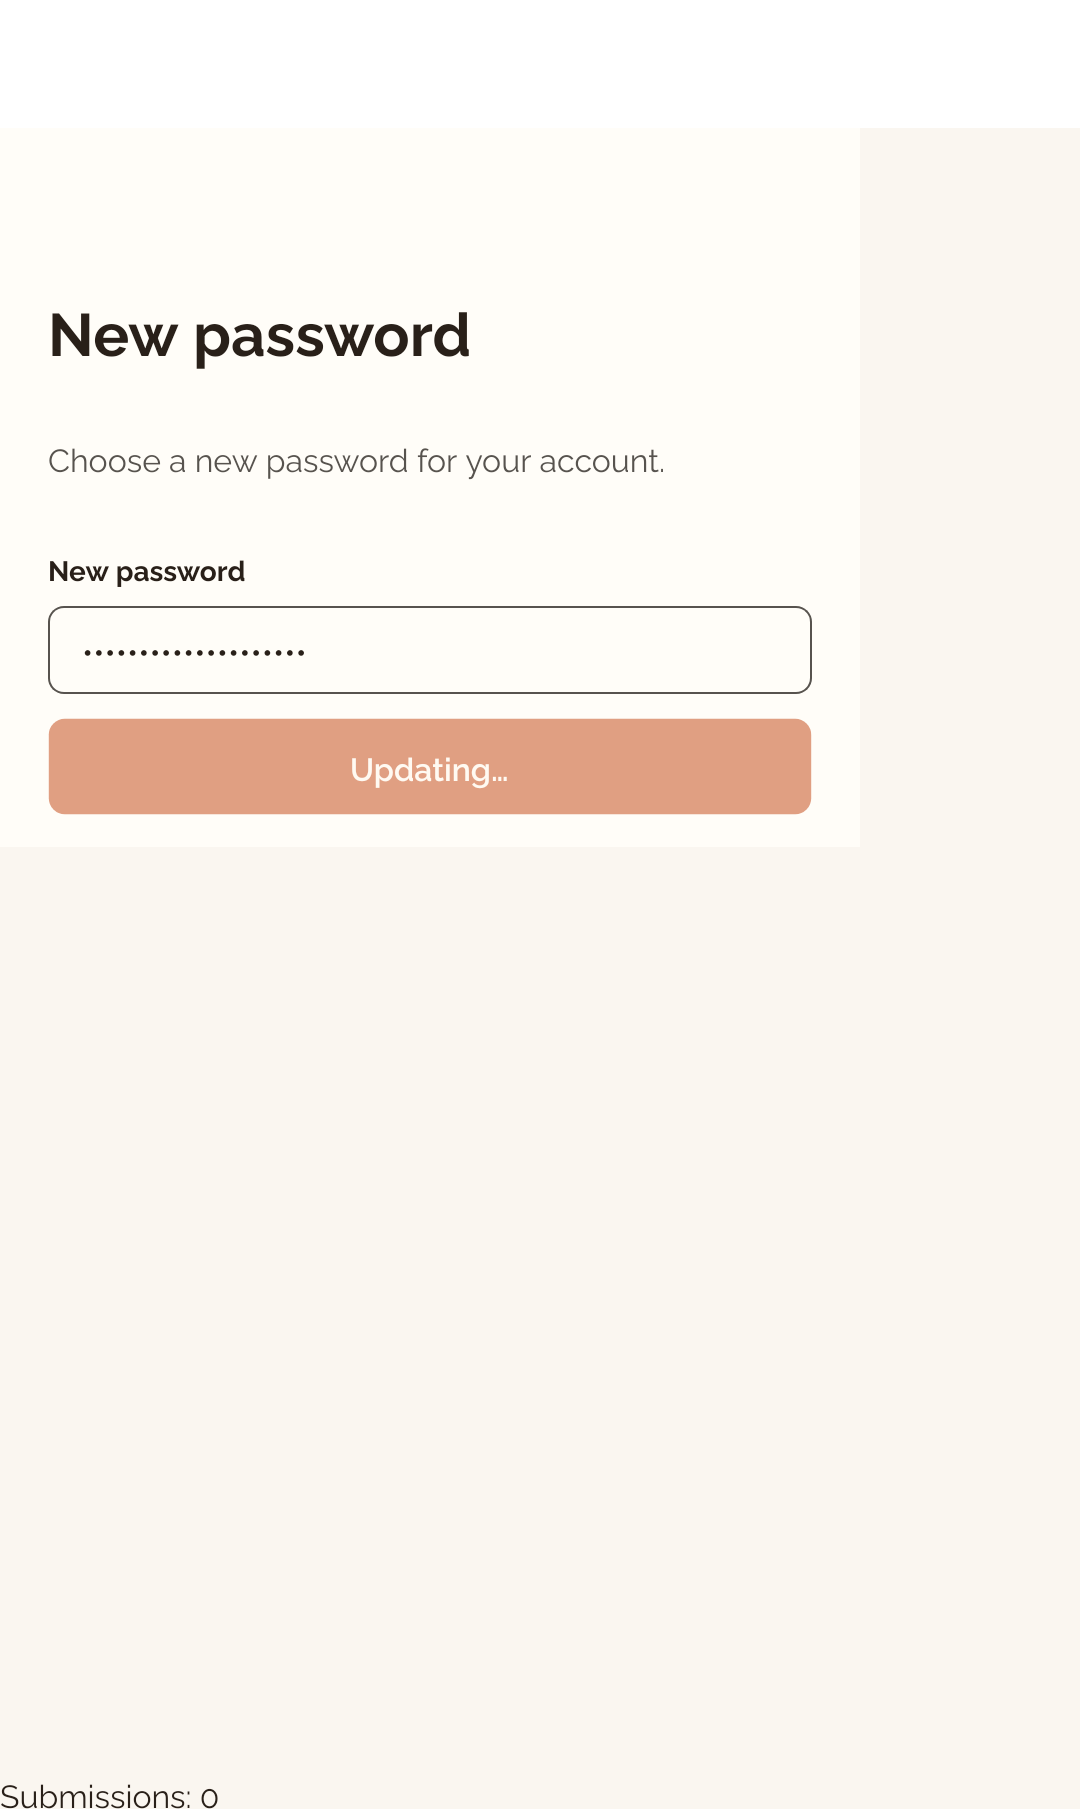 New password
Choose a new password for your account.
New password
••••••••••••••••••••
Updating...
Submissions: 0